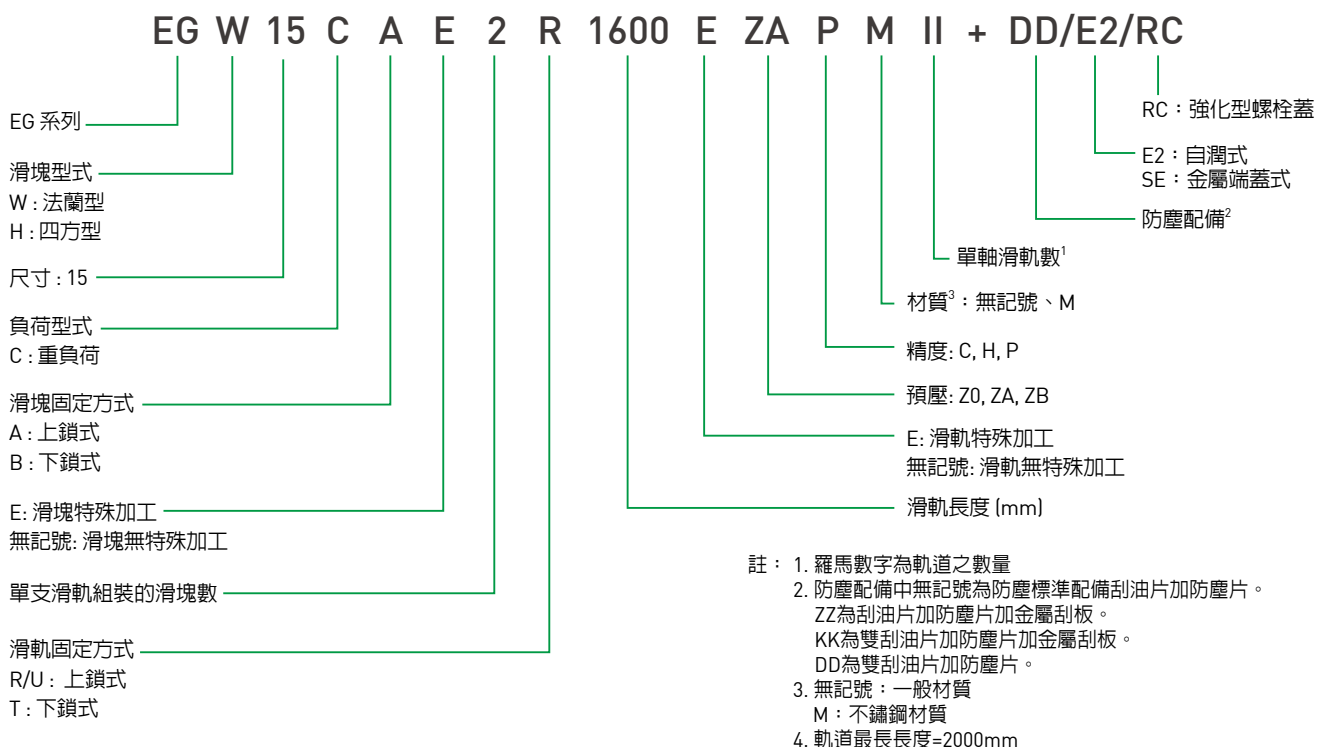 EG W 15 C A E 2 R 1600 E ZA P M II + DD/E2/RC
EG 系列
滑塊型式
W : 法蘭型
H : 四方型
尺寸 : 15
負荷型式
C : 重負荷
滑塊固定方式
A : 上鎖式
B : 下鎖式
E: 滑塊特殊加工
無記號: 滑塊無特殊加工
單支滑軌組裝的滑塊數
滑軌固定方式
R/U : 上鎖式
T : 下鎖式
RC：強化型螺栓蓋
E2：自潤式
SE：金屬端蓋式
防塵配備2
單軸滑軌數1
材質3：無記號、M
精度: C, H, P
預壓: Z0, ZA, ZB
E: 滑軌特殊加工
無記號: 滑軌無特殊加工
滑軌長度 (mm)
註： 1. 羅馬數字為軌道之數量
2. 防塵配備中無記號為防塵標準配備刮油片加防塵片。
ZZ為刮油片加防塵片加金屬刮板。
KK為雙刮油片加防塵片加金屬刮板。
DD為雙刮油片加防塵片。
3. 無記號：一般材質
M：不鏽鋼材質
4. 軌道最長長度=2000mm